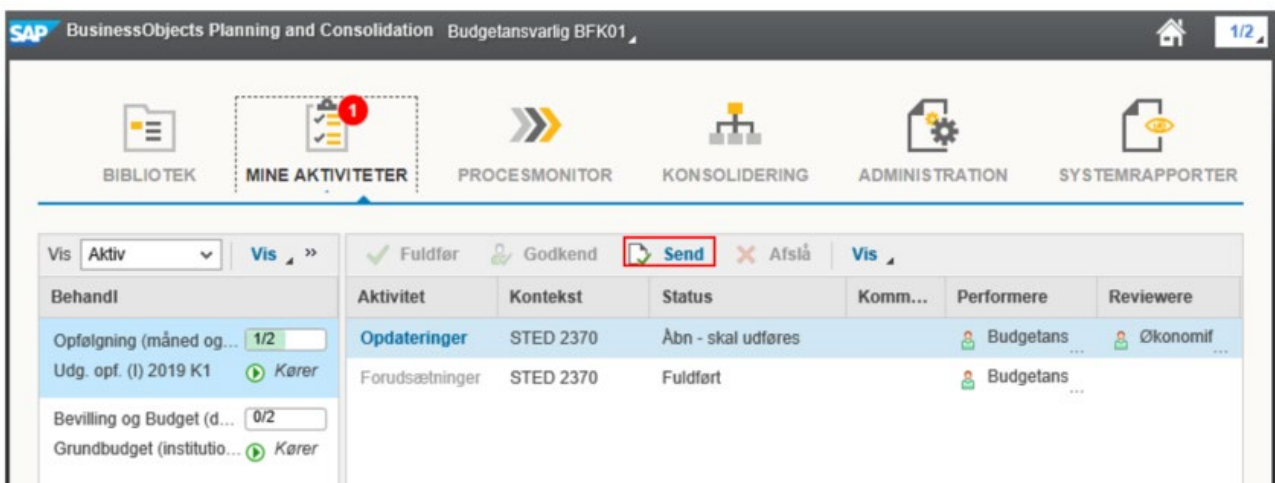 SAP BusinessObjects Planning and Consolidation Budgetansvarlig BFK01 1/2
1
BIBLIOTEK MINE AKTIVITETER PROCESMONITOR KONSOLIDERING ADMINISTRATION SYSTEMRAPPORTER
Vis Aktiv Vis » Fuldfør Godkend Send Afslå Vis
Behandl Aktivitet Kontekst Status Komm... Performere Reviewere
Opfølgning (måned og... 1/2 Opdateringer STED 2370 Åbn - skal udføres Budgetans ... Økonomif ...
Udg. opf. (I) 2019 K1 Kører Forudsætninger STED 2370 Fuldført Budgetans ...
Bevilling og Budget (d... 0/2
Grundbudget (institutio... Kører